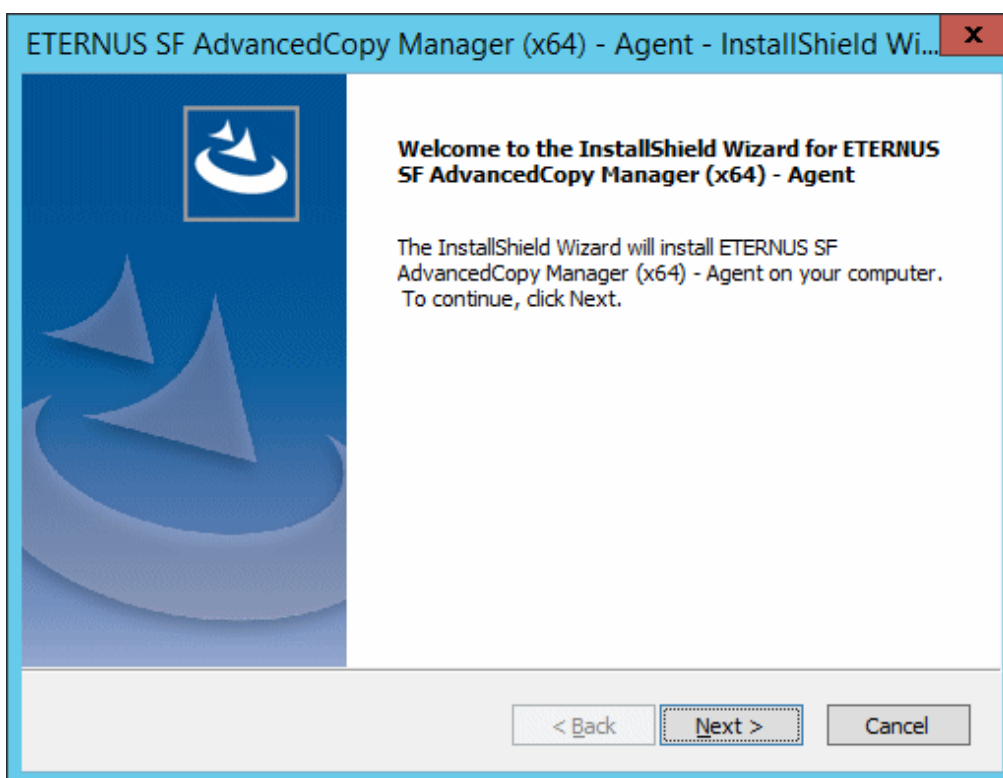 ETERNUS SF AdvancedCopy Manager (x64) - Agent - InstallShield Wi... x
Welcome to the InstallShield Wizard for ETERNUS
SF AdvancedCopy Manager (x64) - Agent
The InstallShield Wizard will install ETERNUS SF
AdvancedCopy Manager (x64) - Agent on your computer.
To continue, click Next.
< Back Next > Cancel